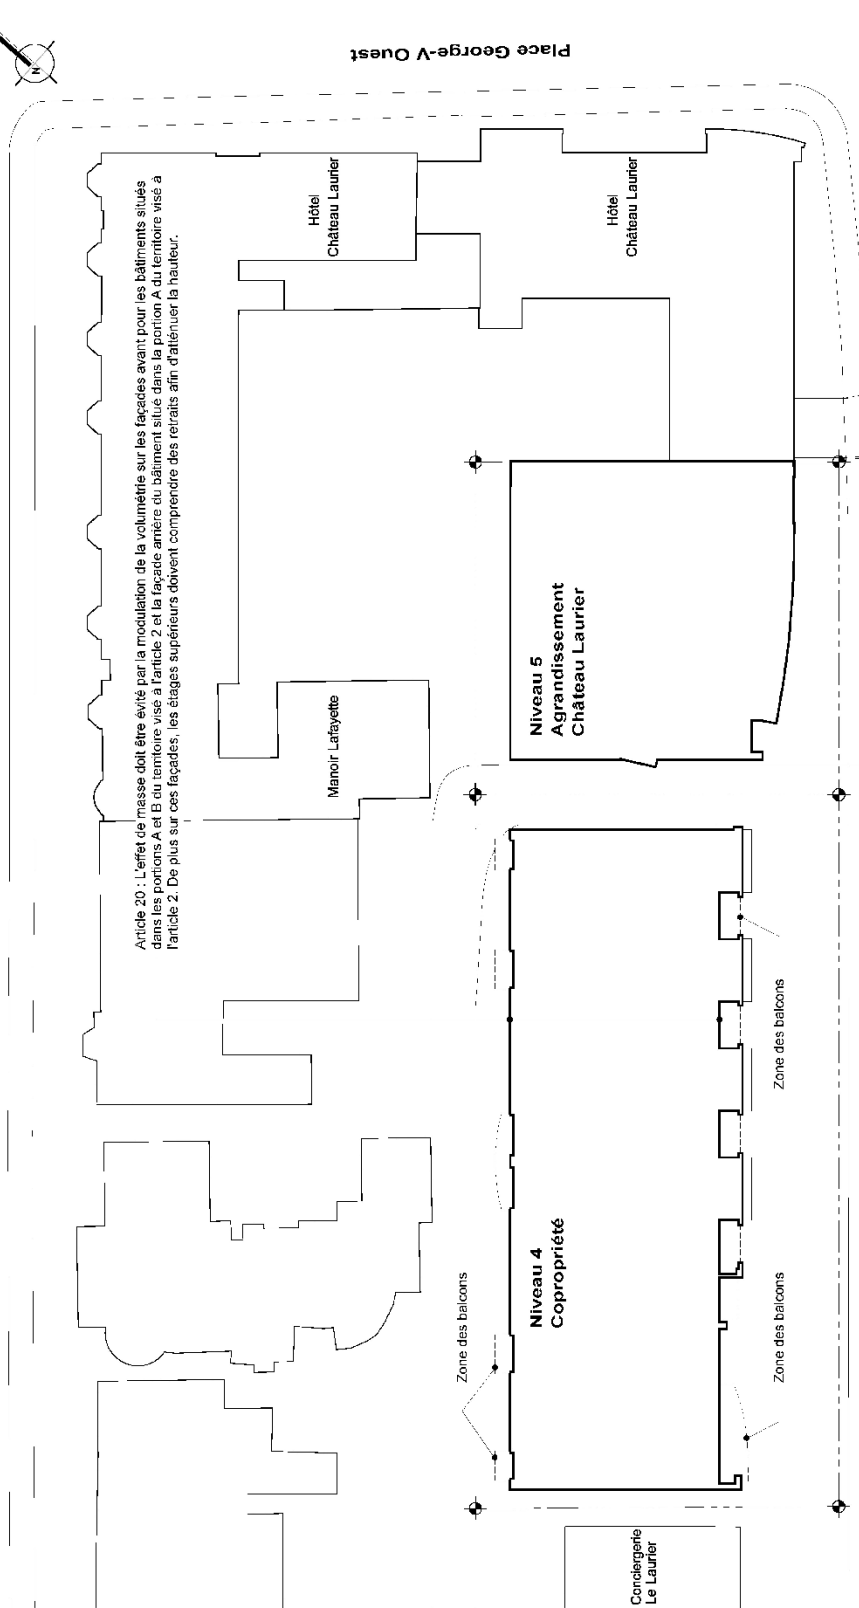 Place George-V Ouest
N
Article 20 : L'effet de masse doit être évité par la modulation de la volumétrie sur les façades avant pour les bâtiments situés
dans les portions A et B du territoire visé à l'article 2 et la façade arrière du bâtiment situé dans la portion A du territoire visé à
l'article 2. De plus sur ces façades, les étages supérieurs doivent comprendre des retraits afin d'atténuer la hauteur.
Hôtel
Château Laurier
Hôtel
Château Laurier
Manoir Lafayette
Niveau 5
Agrandissement
Château Laurier
Zone des balcons
Niveau 4
Copropriété
Zone des balcons
Zone des balcons
Conciergerie
Le Laurier